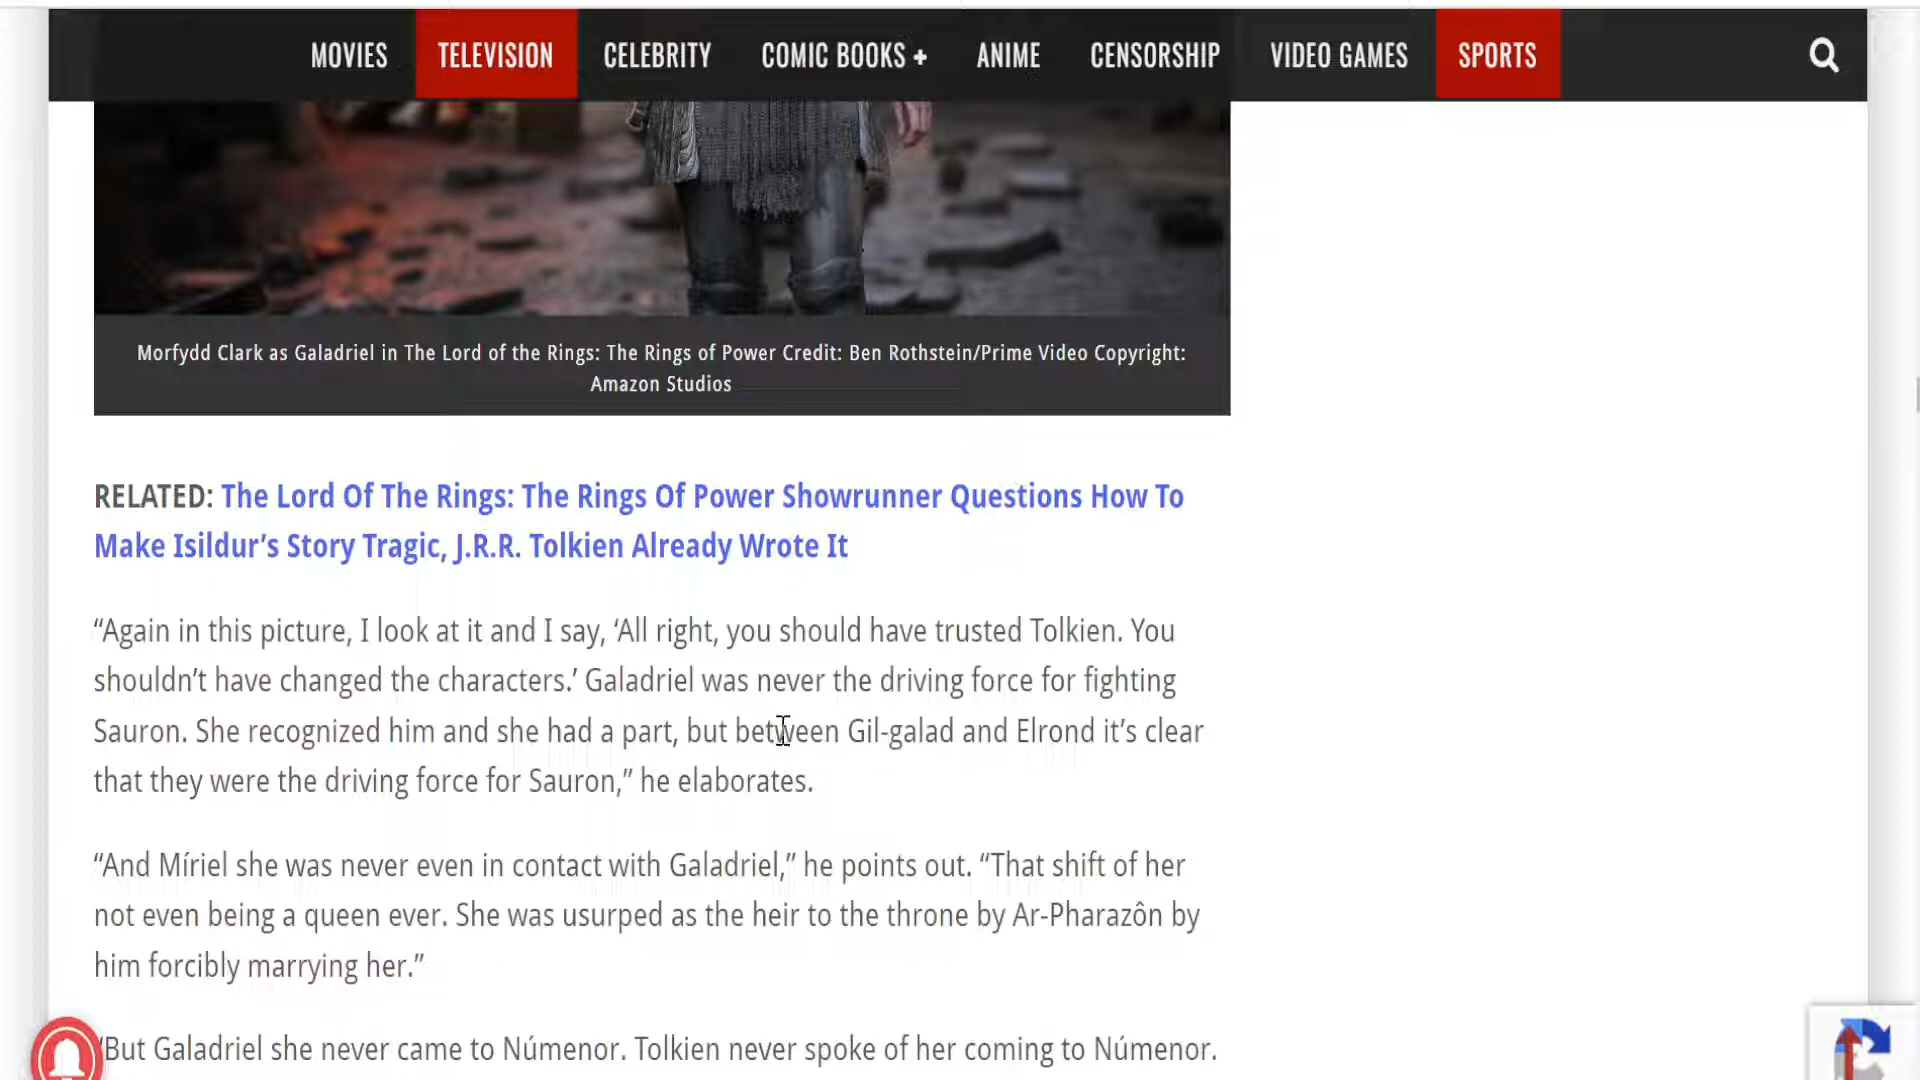 MOVIES TELEVISION CELEBRITY COMIC BOOKS + ANIME CENSORSHIP VIDEO GAMES SPORTS
Morfydd Clark as Galadriel in The Lord of the Rings: The Rings of Power Credit: Ben Rothstein/Prime Video Copyright:
Amazon Studios
RELATED: The Lord Of The Rings: The Rings Of Power Showrunner Questions How To
Make Isildur’s Story Tragic, J.R.R. Tolkien Already Wrote It
“Again in this picture, I look at it and I say, ‘All right, you should have trusted Tolkien. You
shouldn’t have changed the characters.’ Galadriel was never the driving force for fighting
Sauron. She recognized him and she had a part, but between Gil-galad and Elrond it’s clear
that they were the driving force for Sauron,” he elaborates.
“And Míriel she was never even in contact with Galadriel,” he points out. “That shift of her
not even being a queen ever. She was usurped as the heir to the throne by Ar-Pharazôn by
him forcibly marrying her.”
“But Galadriel she never came to Númenor. Tolkien never spoke of her coming to Númenor.